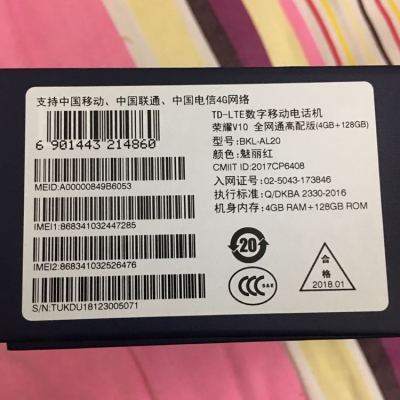 支持中国移动、中国联通、中国电信4G网络
TD-LTE数字移动电话机
荣耀V10 全网通高配版(4GB+128GB)
型号: BKL-AL20
颜色: 魅丽红
CMIIT ID:2017CP6408
入网证号: 02-5043-173846
执行标准: Q/DKBA 2330-2016
机身内存: 4GB RAM+128GB ROM
6 901443 214860
MEID:A00000849B6053
IMEI1:868341032447285
IMEI2:868341032526476
S/N:TUKDU18123005071
20
CCC
S&E
合
格
2018.01